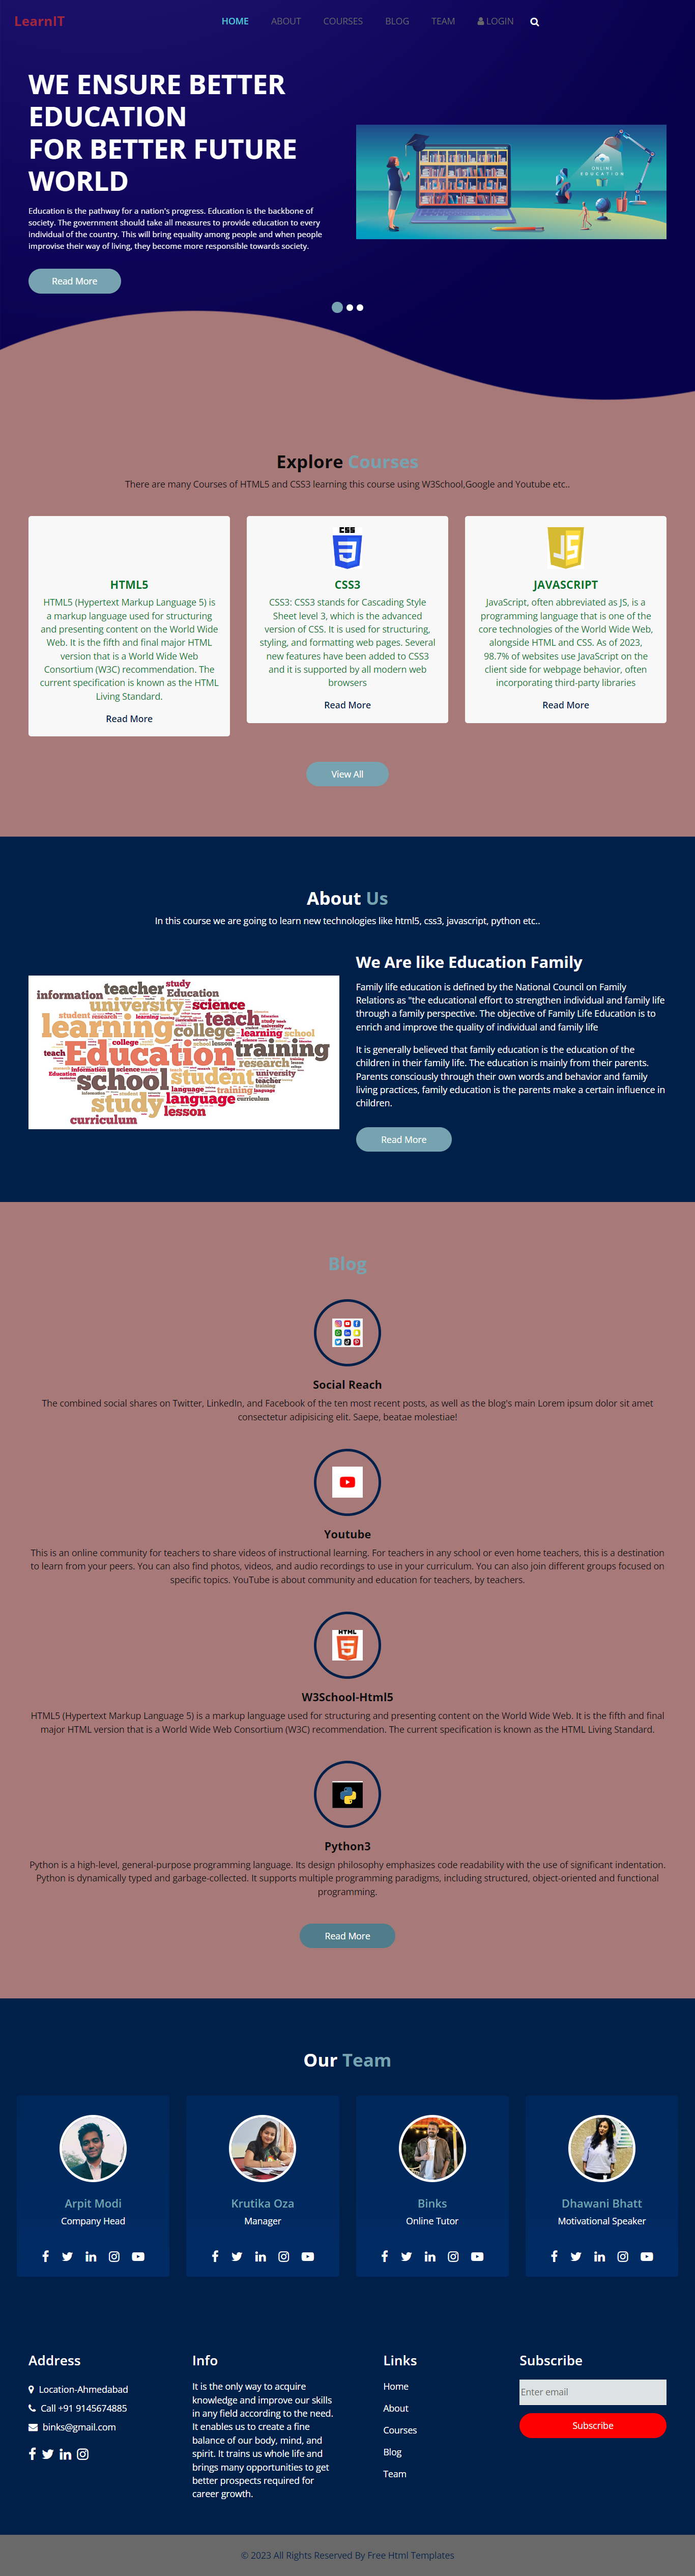 LearnIT
HOME ABOUT COURSES BLOG TEAM LOGIN
WE ENSURE BETTER
EDUCATION
FOR BETTER FUTURE
WORLD
Education is the pathway for a nation's progress. Education is the backbone of
society. The government should take all measures to provide education to every
individual of the country. This will bring equality among people and when people
improvise their way of living, they become more responsible towards society.
Read More
ONLINE
EDUCATION
Explore Courses
There are many Courses of HTML5 and CSS3 learning this course using W3School,Google and Youtube etc..
HTML5
HTML5 (Hypertext Markup Language 5) is
a markup language used for structuring
and presenting content on the World Wide
Web. It is the fifth and final major HTML
version that is a World Wide Web
Consortium (W3C) recommendation. The
current specification is known as the HTML
Living Standard.
Read More
CSS
3
CSS3
CSS3: CSS3 stands for Cascading Style
Sheet level 3, which is the advanced
version of CSS. It is used for structuring,
styling, and formatting web pages. Several
new features have been added to CSS3
and it is supported by all modern web
browsers
Read More
JS
JAVASCRIPT
JavaScript, often abbreviated as JS, is a
programming language that is one of the
core technologies of the World Wide Web,
alongside HTML and CSS. As of 2023,
98.7% of websites use JavaScript on the
client side for webpage behavior, often
incorporating third-party libraries
Read More
View All
About Us
In this course we are going to learn new technologies like html5, css3, javascript, python etc..
information teacher study
Education
university science
student research teach
learning college learning school
teach Education training
research
school student university
teacher
study language training
lesson curriculum
curriculum
We Are like Education Family
Family life education is defined by the National Council on Family
Relations as "the educational effort to strengthen individual and family life
through a family perspective. The objective of Family Life Education is to
enrich and improve the quality of individual and family life
It is generally believed that family education is the education of the
children in their family life. The education is mainly from their parents.
Parents consciously through their own words and behavior and family
living practices, family education is the parents make a certain influence in
children.
Read More
Blog
Social Reach
The combined social shares on Twitter, LinkedIn, and Facebook of the ten most recent posts, as well as the blog's main Lorem ipsum dolor sit amet
consectetur adipisicing elit. Saepe, beatae molestiae!
Youtube
This is an online community for teachers to share videos of instructional learning. For teachers in any school or even home teachers, this is a destination
to learn from your peers. You can also find photos, videos, and audio recordings to use in your curriculum. You can also join different groups focused on
specific topics. YouTube is about community and education for teachers, by teachers.
HTML
5
W3School-Html5
HTML5 (Hypertext Markup Language 5) is a markup language used for structuring and presenting content on the World Wide Web. It is the fifth and final
major HTML version that is a World Wide Web Consortium (W3C) recommendation. The current specification is known as the HTML Living Standard.
Python3
Python is a high-level, general-purpose programming language. Its design philosophy emphasizes code readability with the use of significant indentation.
Python is dynamically typed and garbage-collected. It supports multiple programming paradigms, including structured, object-oriented and functional
programming.
Read More
Our Team
Arpit Modi
Company Head
Krutika Oza
Manager
Binks
Online Tutor
Dhawani Bhatt
Motivational Speaker
Address
Location-Ahmedabad
Call +91 9145674885
binks@gmail.com
Info
It is the only way to acquire
knowledge and improve our skills
in any field according to the need.
It enables us to create a fine
balance of our body, mind, and
spirit. It trains us whole life and
brings many opportunities to get
better prospects required for
career growth.
Links
Home
About
Courses
Blog
Team
Subscribe
Enter email
Subscribe
© 2023 All Rights Reserved By Free Html Templates